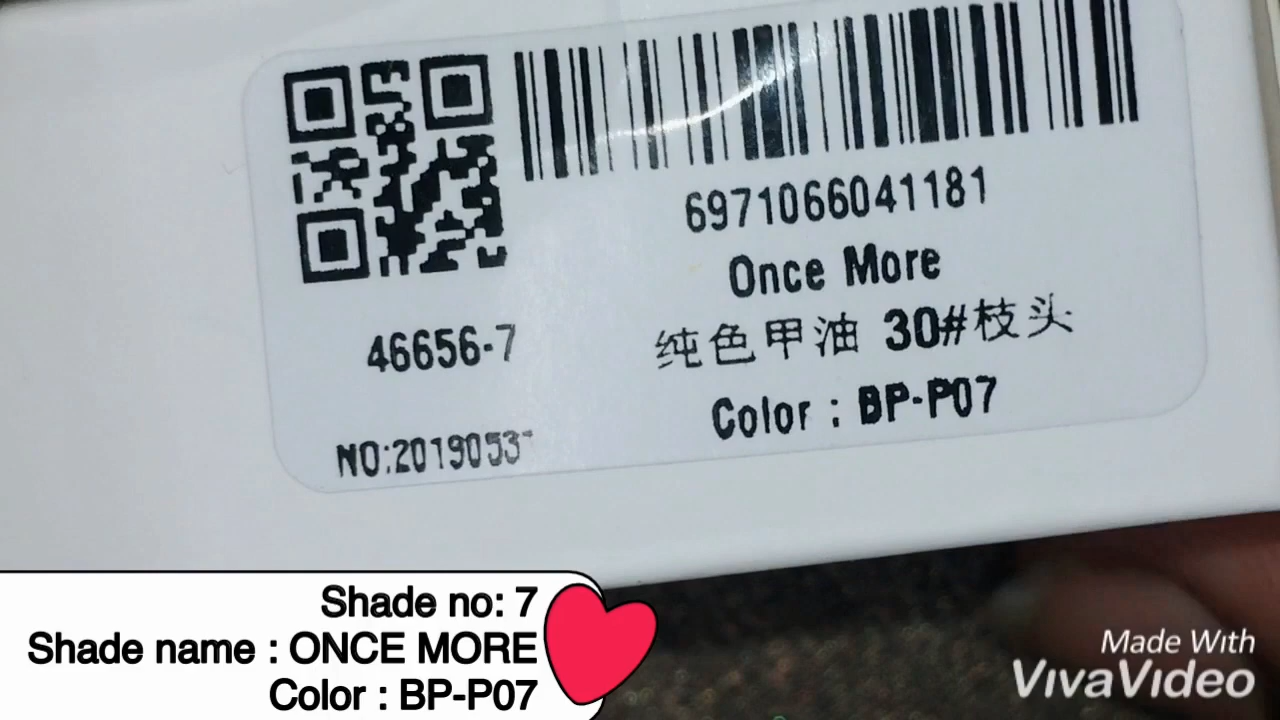 6971066041181
Once More
纯色甲油 30#枝头
Color : BP-P07
46656-7
NO:2019053
Shade no: 7
Shade name : ONCE MORE
Color : BP-P07
Made With
VivaVideo